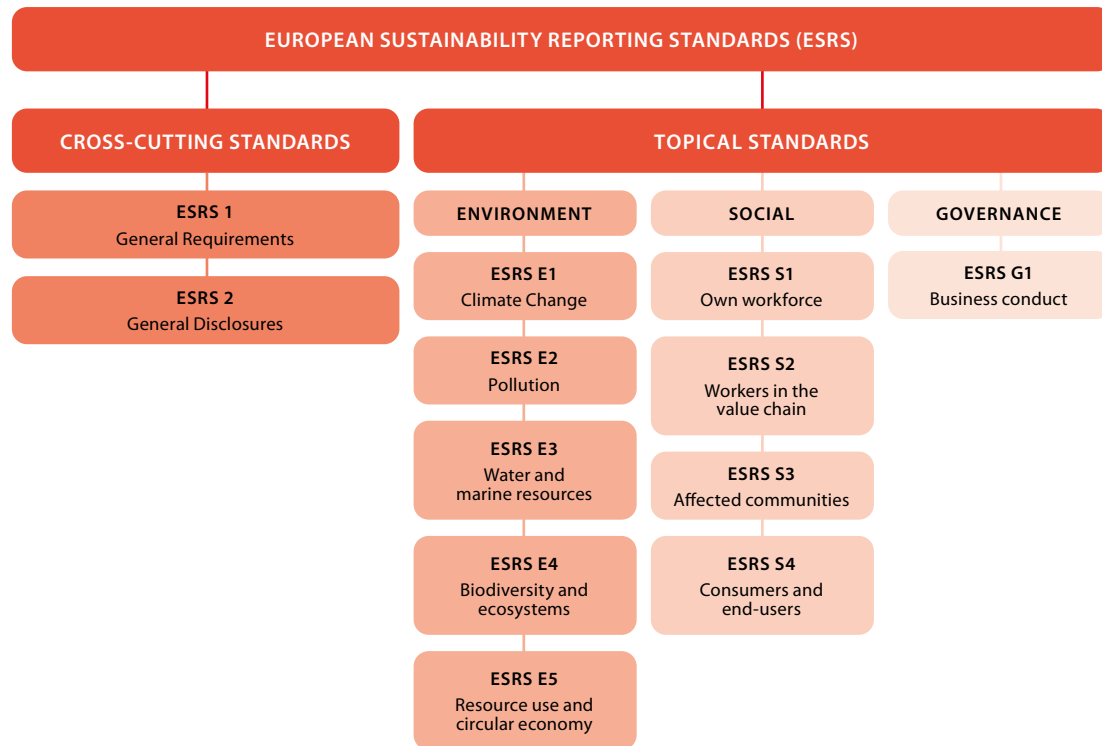 EUROPEAN SUSTAINABILITY REPORTING STANDARDS (ESRS)
CROSS-CUTTING STANDARDS
ESRS 1
General Requirements
ESRS 2
General Disclosures
TOPICAL STANDARDS
ENVIRONMENT
ESRS E1
Climate Change
ESRS E2
Pollution
ESRS E3
Water and
marine resources
ESRS E4
Biodiversity and
ecosystems
ESRS E5
Resource use and
circular economy
SOCIAL
ESRS S1
Own workforce
ESRS S2
Workers in the
value chain
ESRS S3
Affected communities
ESRS S4
Consumers and
end-users
GOVERNANCE
ESRS G1
Business conduct